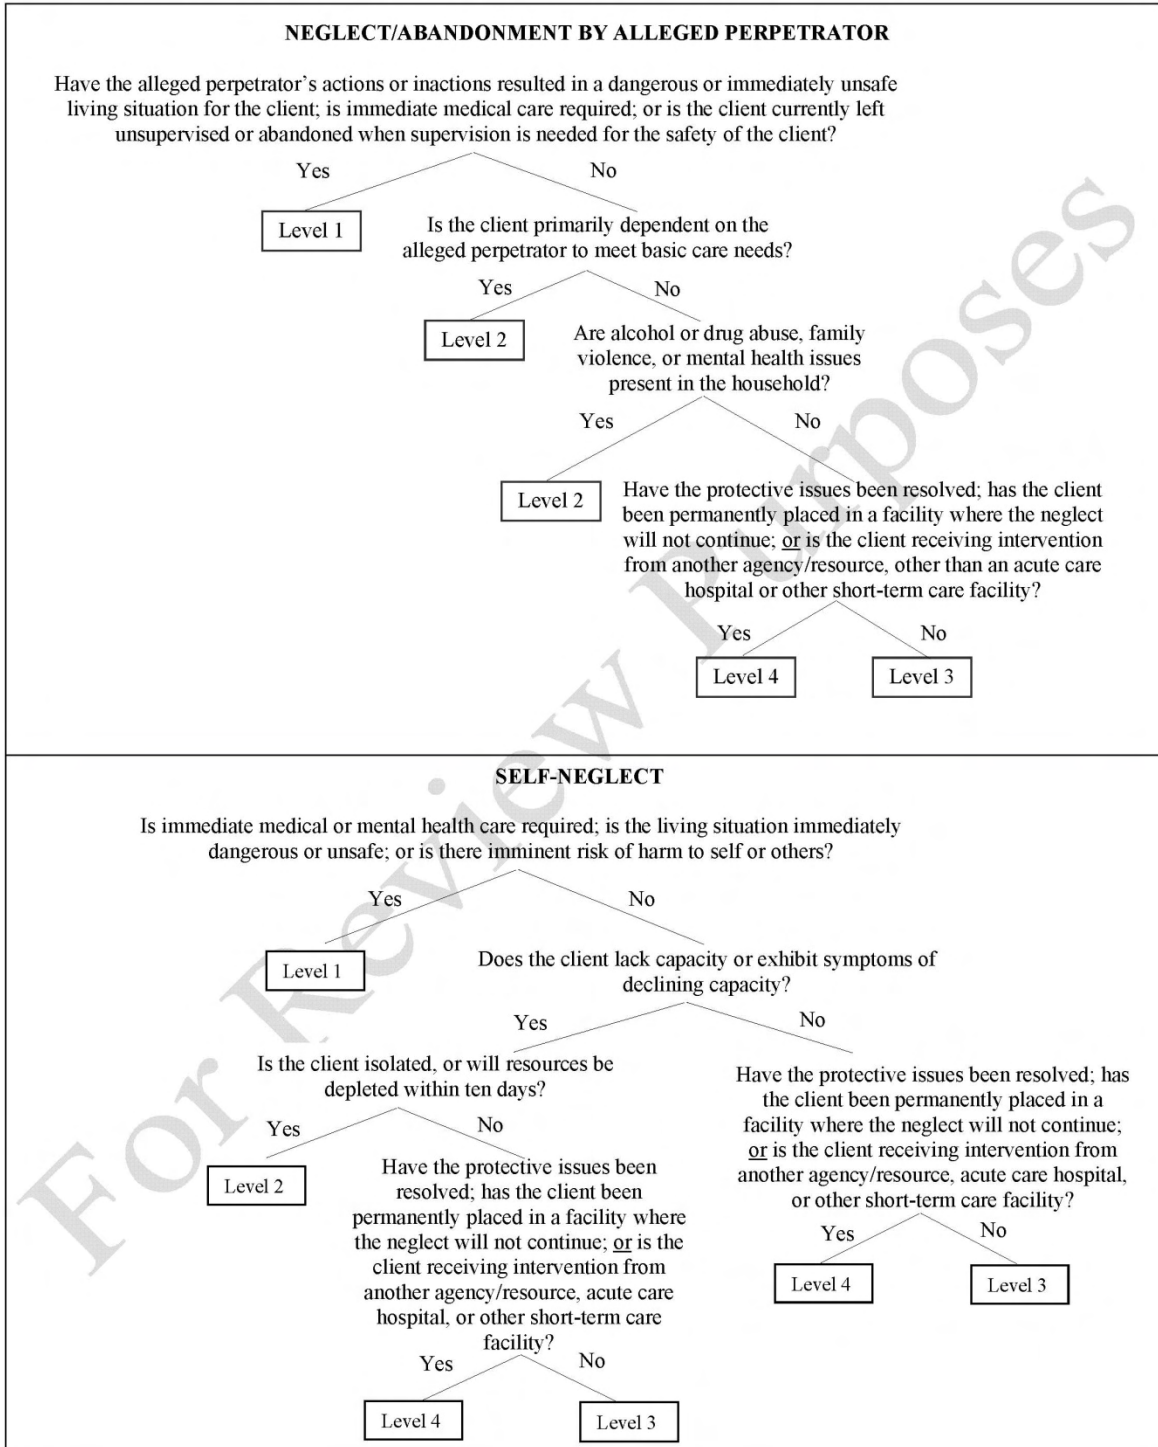 NEGLECT/ABANDONMENT BY ALLEGED PERPETRATOR
Have the alleged perpetrator's actions or inactions resulted in a dangerous or immediately unsafe
living situation for the client; is immediate medical care required; or is the client currently left
unsupervised or abandoned when supervision is needed for the safety of the client?
Yes
No
Level 1
Is the client primarily dependent on the
alleged perpetrator to meet basic care needs?
Yes
No
Level 2
Are alcohol or drug abuse, family
violence, or mental health issues
present in the household?
Yes
No
Level 2
Have the protective issues been resolved; has the client
been permanently placed in a facility where the neglect
will not continue; or is the client receiving intervention
from another agency/resource, other than an acute care
hospital or other short-term care facility?
Yes
No
Level 4
Level 3
SELF-NEGLECT
Is immediate medical or mental health care required; is the living situation immediately
dangerous or unsafe; or is there imminent risk of harm to self or others?
Yes
No
Level 1
Does the client lack capacity or exhibit symptoms of
declining capacity?
Yes
No
Is the client isolated, or will resources be
depleted within ten days?
Yes
No
Level 2
Have the protective issues been
resolved; has the client been
permanently placed in a facility where
the neglect will not continue; or is the
client receiving intervention from
another agency/resource, acute care
hospital, or other short-term care
facility?
Yes
No
Level 4
Level 3
Have the protective issues been resolved; has
the client been permanently placed in a
facility where the neglect will not continue;
or is the client receiving intervention from
another agency/resource, acute care hospital,
or other short-term care facility?
Yes
No
Level 4
Level 3
For Review Purposes